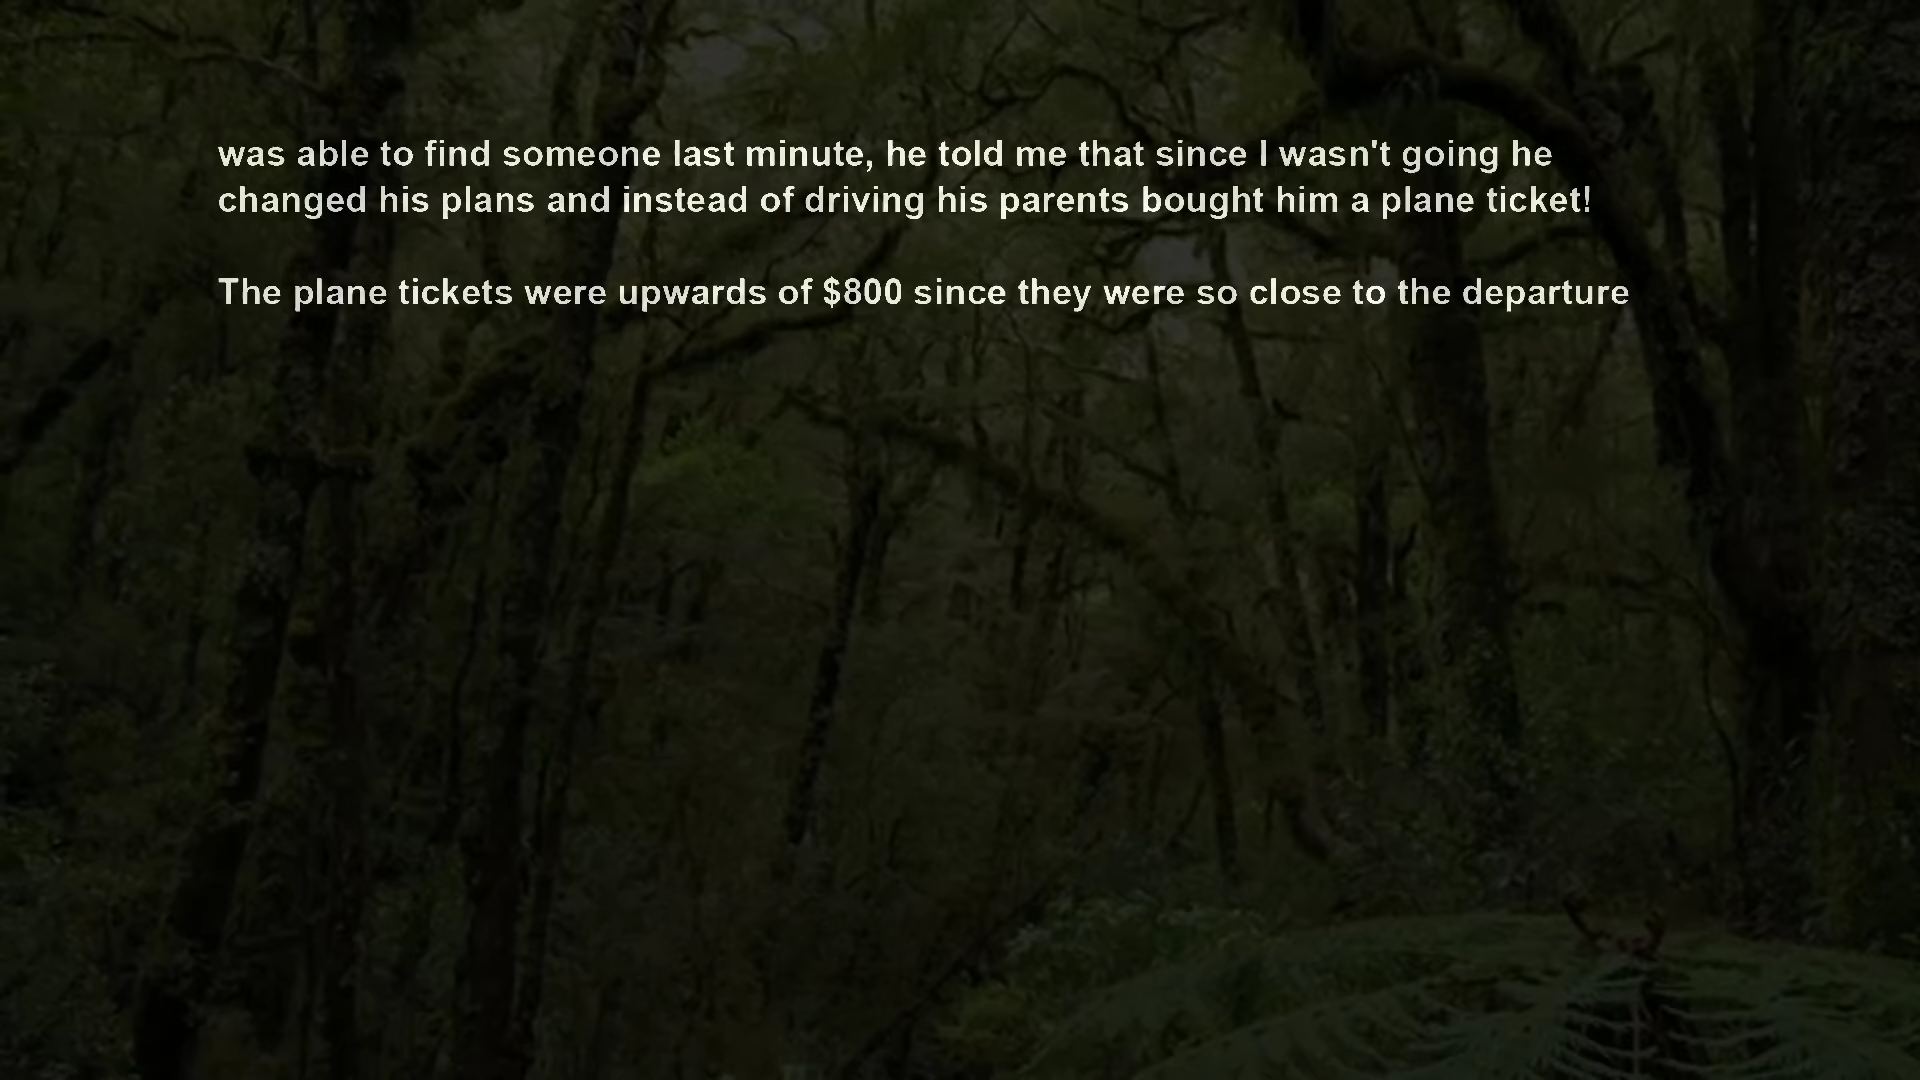 was able to find someone last minute, he told me that since I wasn't going he
changed his plans and instead of driving his parents bought him a plane ticket!
The plane tickets were upwards of $800 since they were so close to the departure